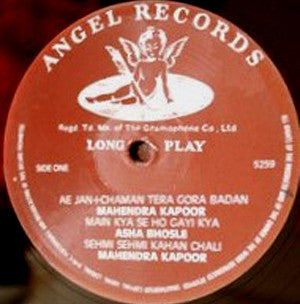 ANGEL RECORDS
Regd. Td. Mk. of The Gramophone Co., Ltd
LONG PLAY
SIDE ONE
5259
AE JAN-I-CHAMAN TERA GORA BADAN
MAHENDRA KAPOOR
MAIN KYA SE HO GAYI KYA
ASHA BHOSLE
SEHMI SEHMI KAHAN CHALI
MAHENDRA KAPOOR